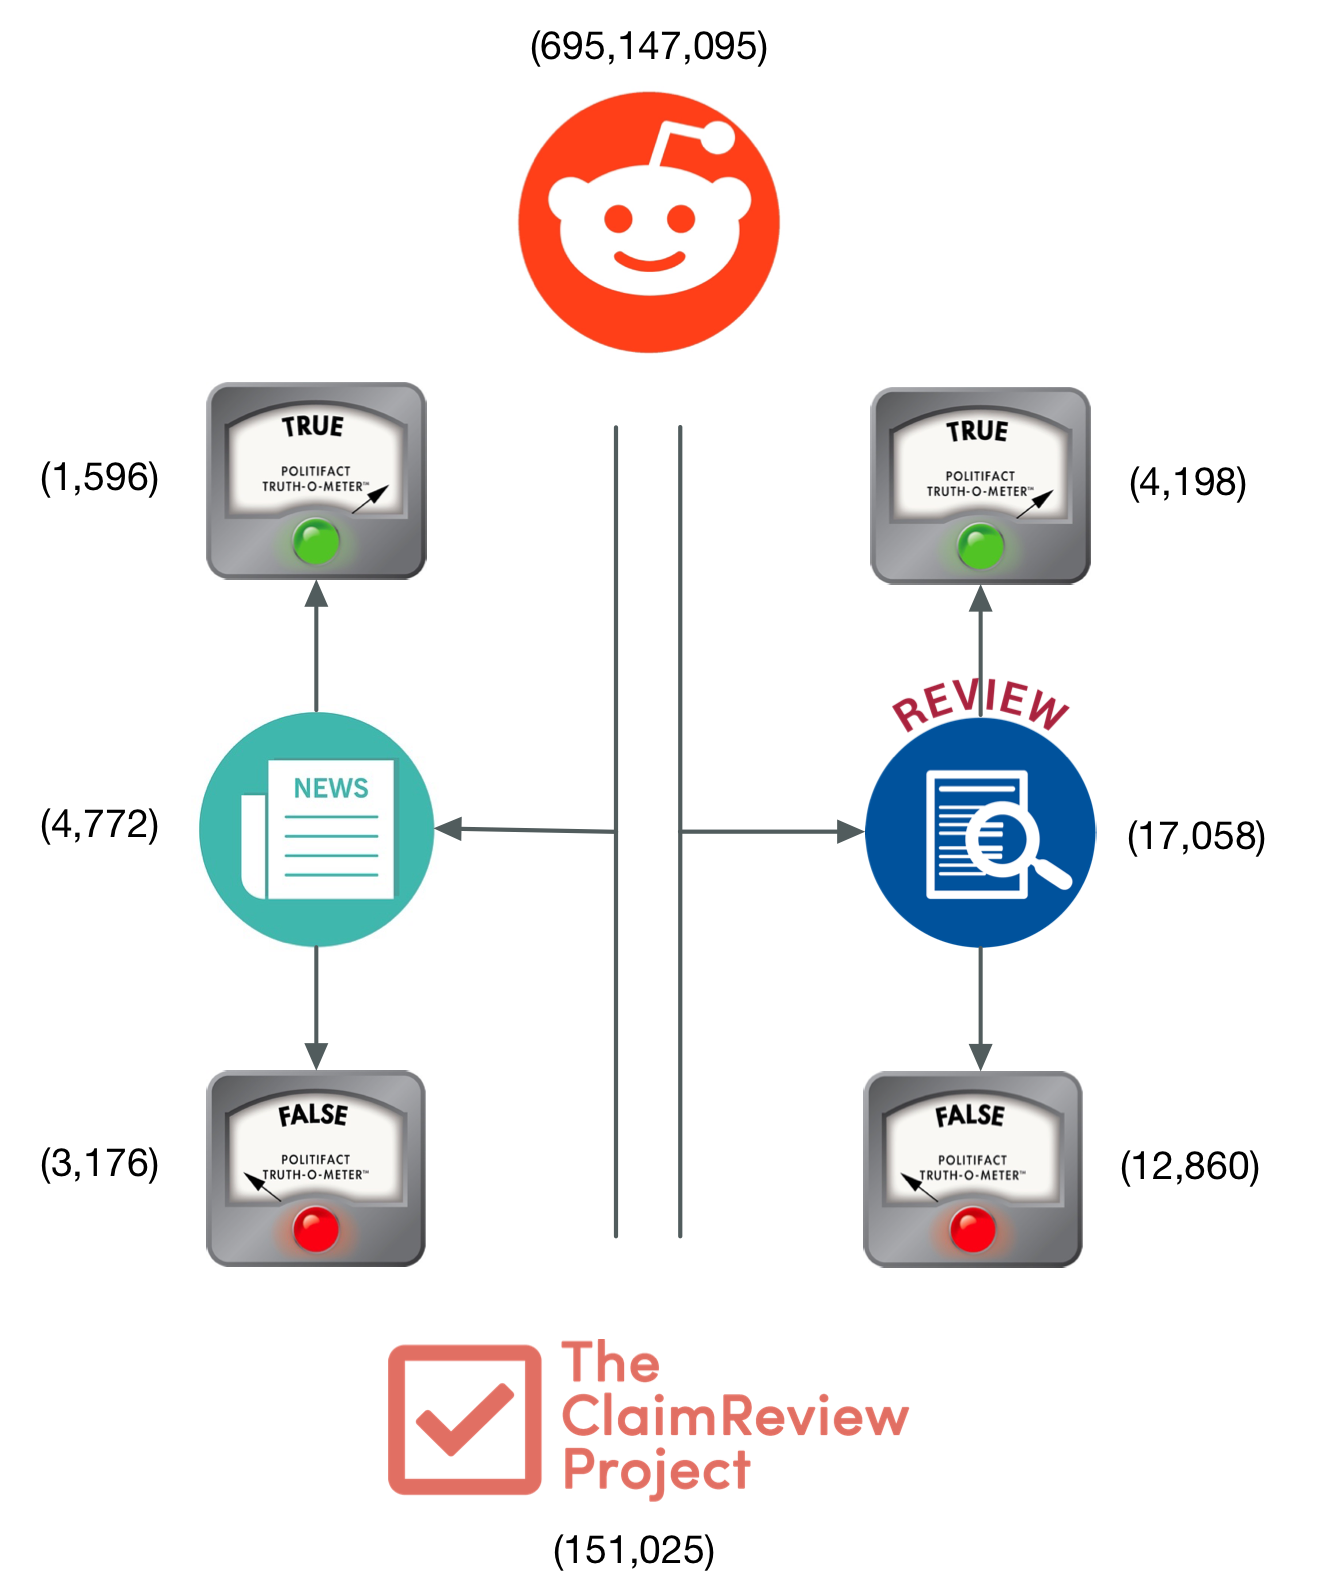 (695,147,095)
TRUE
POLITIFACT
TRUTH-O-METER™
(1,596)
TRUE
POLITIFACT
TRUTH-O-METER™
(4,198)
NEWS
(4,772)
REVIEW
(17,058)
FALSE
POLITIFACT
TRUTH-O-METER™
(3,176)
FALSE
POLITIFACT
TRUTH-O-METER™
(12,860)
The
ClaimReview
Project
(151,025)